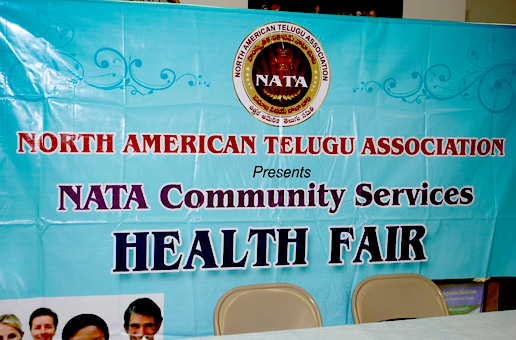 NORTH AMERICAN TELUGU ASSOCIATION
NATA
NORTH AMERICAN TELUGU ASSOCIATION
Presents
NATA Community Services
HEALTH FAIR